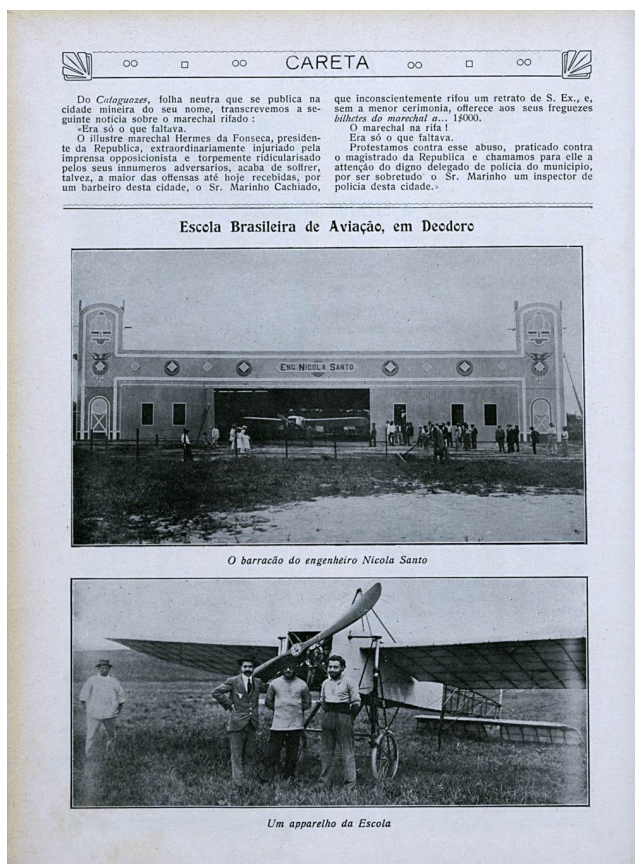 CARETA
Do Cataguazes, folha neutra que se publica na
cidade mineira do seu nome, transcrevemos a se-
guinte noticia sobre o marechal rifado :
«Era só o que faltava.
O illustre marechal Hermes da Fonseca, presiden-
te da Republica, extraordinariamente injuriado pela
imprensa opposicionista e torpemente ridicularisado
pelos seus innumeros adversarios, acaba de soffrer,
talvez, a maior das offensas até hoje recebidas, por
um barbeiro desta cidade, o Sr. Marinho Cachiado,
que inconscientemente rifou um retrato de S. Ex., e,
sem a menor cerimonia, offerece aos seus freguezes
bilhetes do marechal a... 1$000.
O marechal na rifa !
Era só o que faltava.
Protestamos contra esse abuso, praticado contra
o magistrado da Republica e chamamos para elle a
attenção do digno delegado de policia do municipio,
por ser sobretudo o Sr. Marinho um inspector de
policia desta cidade.»
Escola Brasileira de Aviação, em Deodoro
ENG. NICOLA SANTO
O barracão do engenheiro Nicola Santo
Um apparelho da Escola